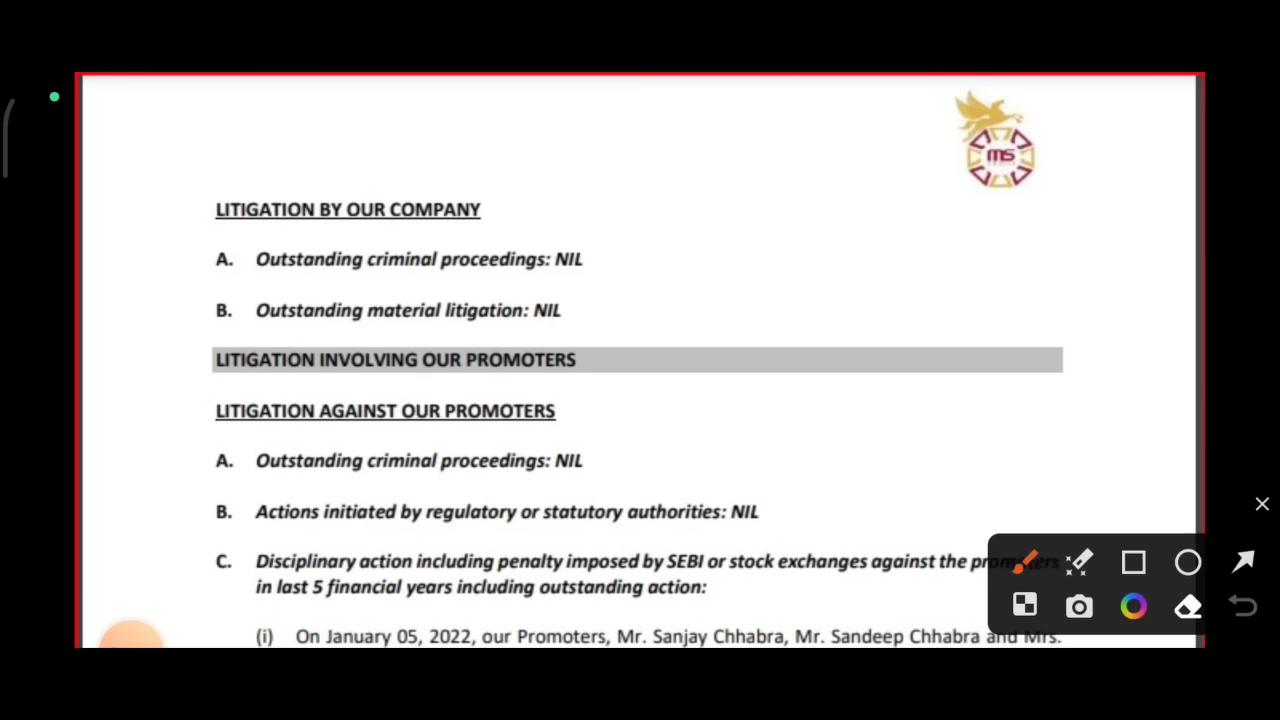 ms
LITIGATION BY OUR COMPANY
A. Outstanding criminal proceedings: NIL
B. Outstanding material litigation: NIL
LITIGATION INVOLVING OUR PROMOTERS
LITIGATION AGAINST OUR PROMOTERS
A. Outstanding criminal proceedings: NIL
B. Actions initiated by regulatory or statutory authorities: NIL
C. Disciplinary action including penalty imposed by SEBI or stock exchanges against the promoters
in last 5 financial years including outstanding action:
(i) On January 05, 2022, our Promoters, Mr. Sanjay Chhabra, Mr. Sandeep Chhabra and Mrs.